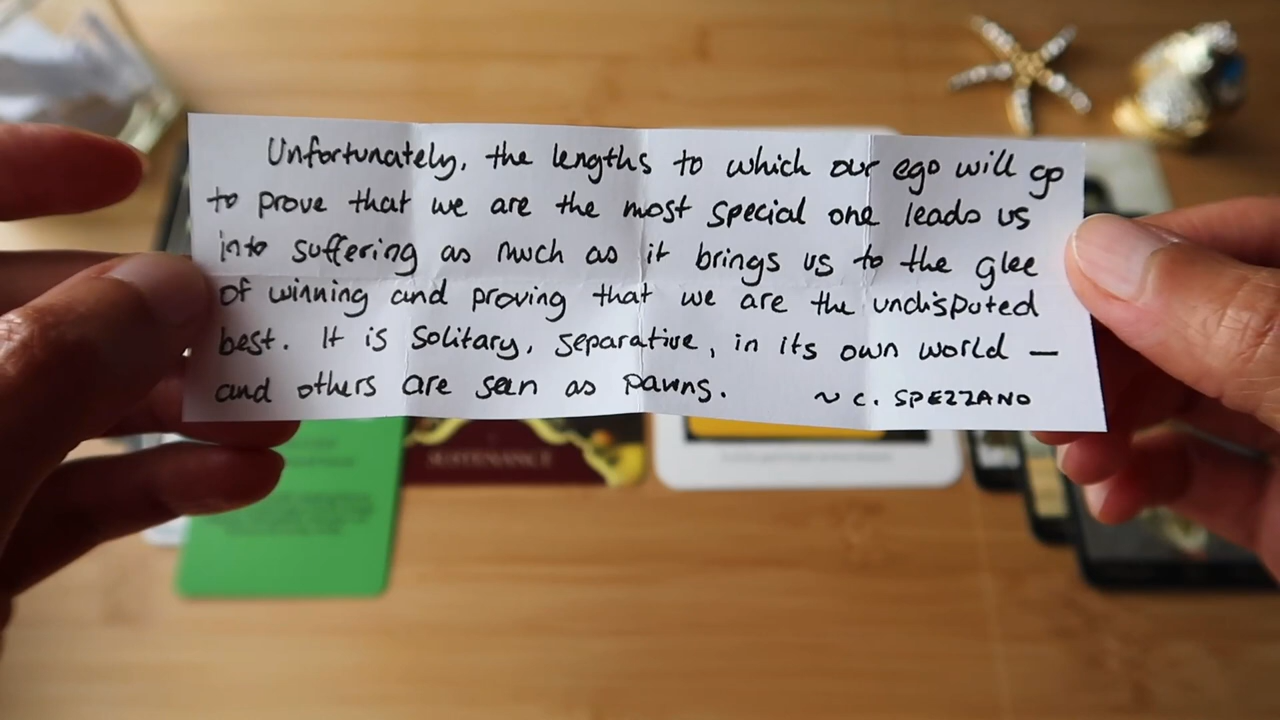 Unfortunately, the lengths to which our ego will go
to prove that we are the most special one leads us
into suffering as much as it brings us to the glee
of winning and proving that we are the undisputed
best. It is solitary, separative, in its own world —
and others are seen as pawns. ~ C. SPEZZANO
SUSTENANCE